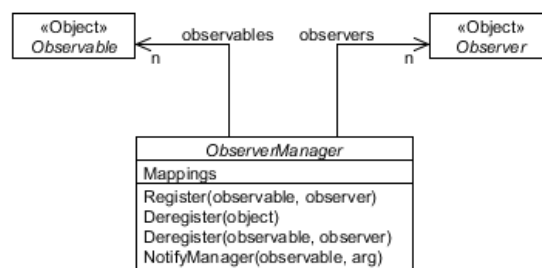 «Object»
Observable
«Object»
Observer
observables
observers
n
n
ObserverManager
Mappings
Register(observable, observer)
Deregister(object)
Deregister(observable, observer)
NotifyManager(observable, arg)